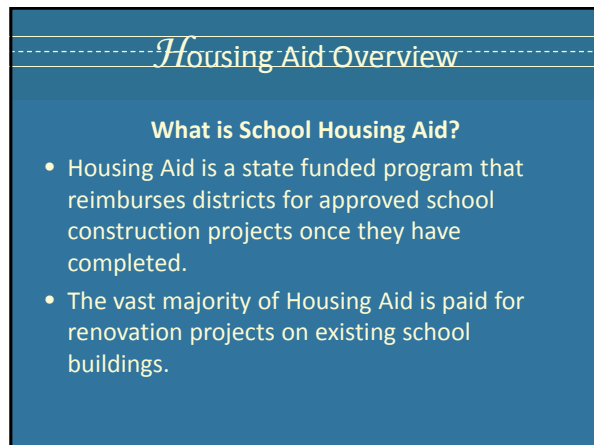 Housing Aid Overview
What is School Housing Aid?
• Housing Aid is a state funded program that
reimburses districts for approved school
construction projects once they have
completed.
• The vast majority of Housing Aid is paid for
renovation projects on existing school
buildings.